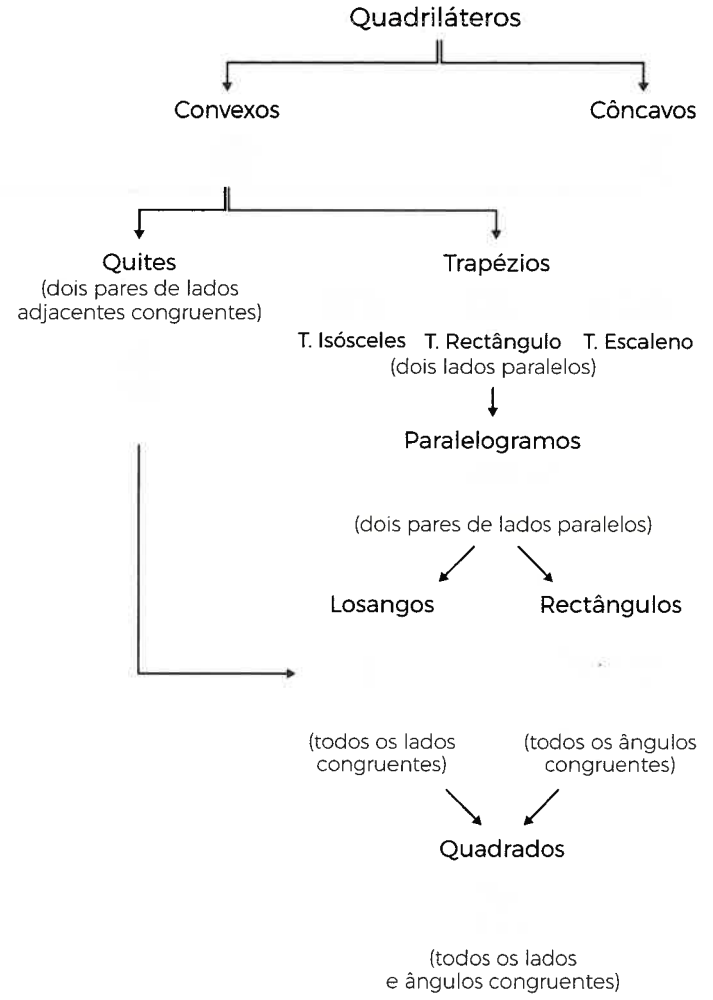 Quadriláteros
Convexos
Côncavos
Quites
(dois pares de lados
adjacentes congruentes)
Trapézios
T. Isósceles T. Rectângulo T. Escaleno
(dois lados paralelos)
Paralelogramos
(dois pares de lados paralelos)
Losangos
Rectângulos
(todos os lados
congruentes)
(todos os ângulos
congruentes)
Quadrados
(todos os lados
e ângulos congruentes)